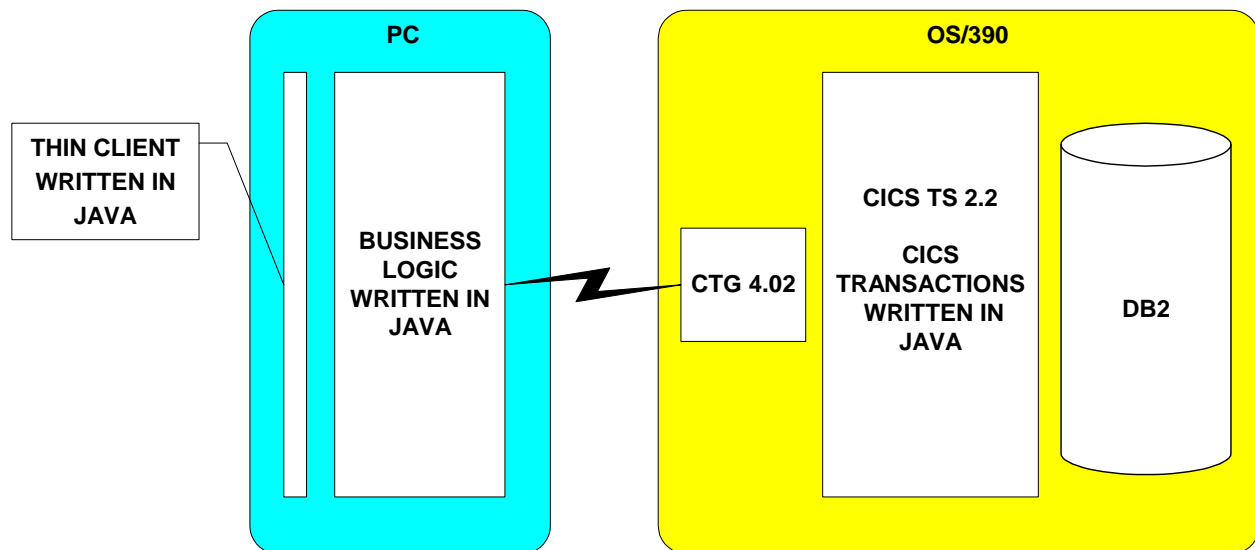 PC
OS/390
THIN CLIENT
WRITTEN IN
JAVA
BUSINESS
LOGIC
WRITTEN IN
JAVA
CTG 4.02
CICS TS 2.2
CICS
TRANSACTIONS
WRITTEN IN
JAVA
DB2